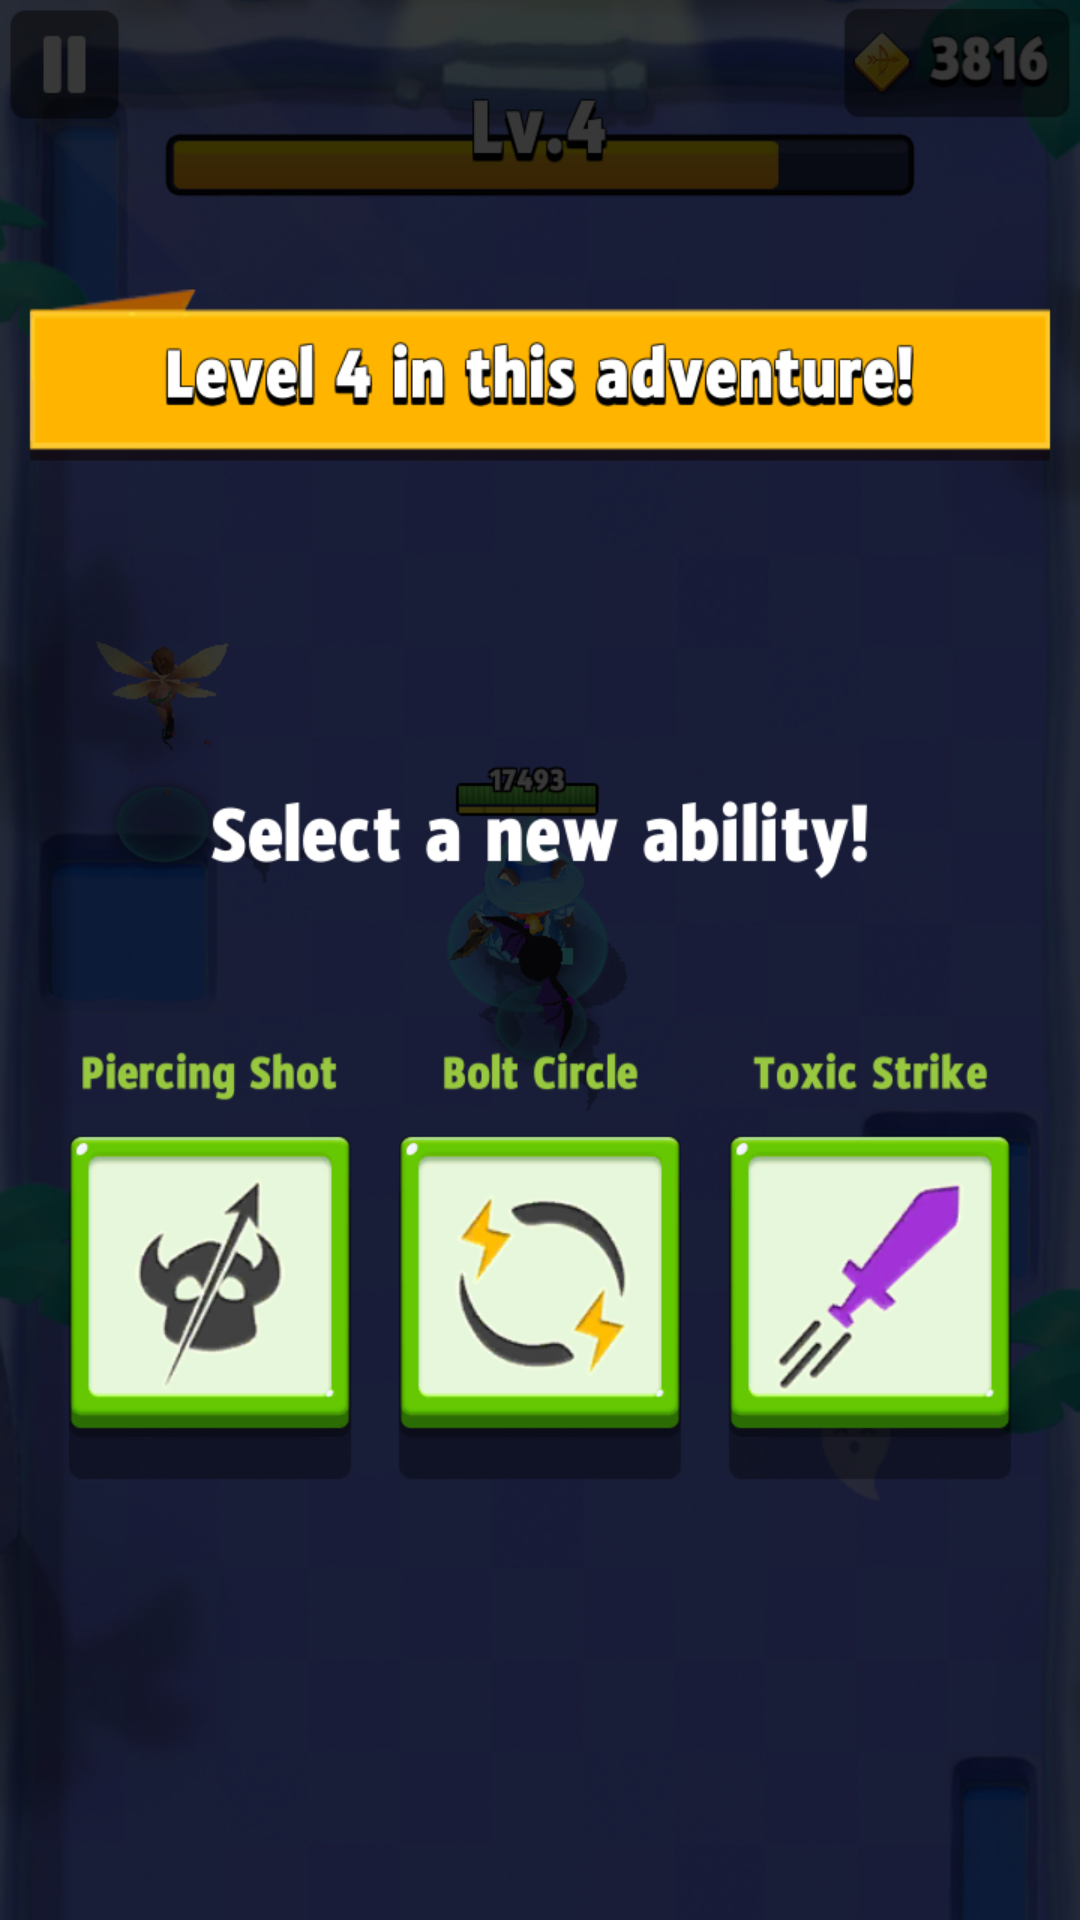 3816
Lv.4
Level 4 in this adventure!
17493
Select a new ability!
Piercing Shot
Bolt Circle
Toxic Strike